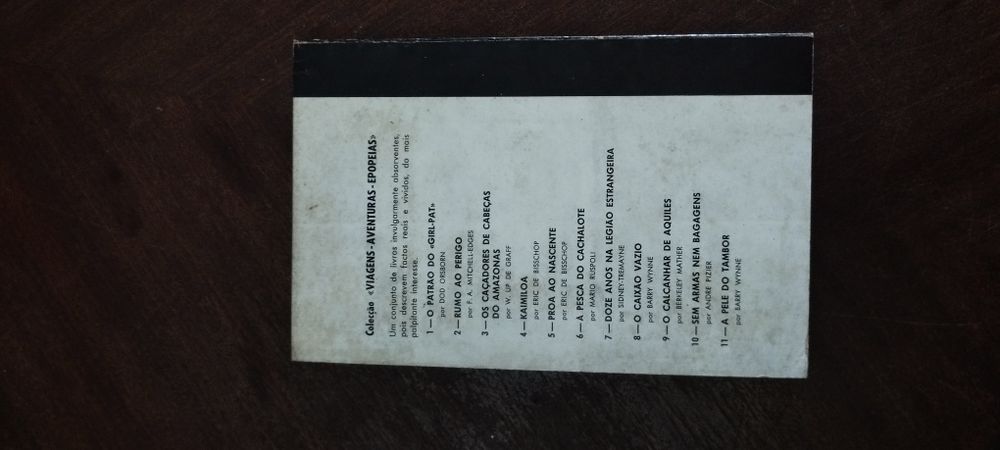 Colecção «VIAGENS-AVENTURAS-EPOPEIAS»
Um conjunto de livros invulgarmente absorventes,
pois descrevem factos reais e vividos, do mais
palpitante interesse.
1 — O PATRAO DO «GIRL-PAT»
por DOD ORSBORN
2 — RUMO AO PERIGO
por F. A. MITCHELL-EDGES
3 — OS CAÇADORES DE CABEÇAS
DO AMAZONAS
por W. UP DE GRAFF
4 — KAIMILOA
por ERIC DE BISSCHOP
5 — PROA AO NASCENTE
por ERIC DE BISSCHOP
6 — À PESCA DO CACHALOTE
por MARIO RUSPOLI
7 — DOZE ANOS NA LEGIÃO ESTRANGEIRA
por SIDNEY-TREMAYNE
8 — O CAIXÃO VAZIO
por BARRY WYNNE
9 — O CALCANHAR DE AQUILES
por BERKELEY MATHER
10 — SEM ARMAS NEM BAGAGENS
por ANDRE PIZIER
11 — A PELE DO TAMBOR
por BARRY WYNNE